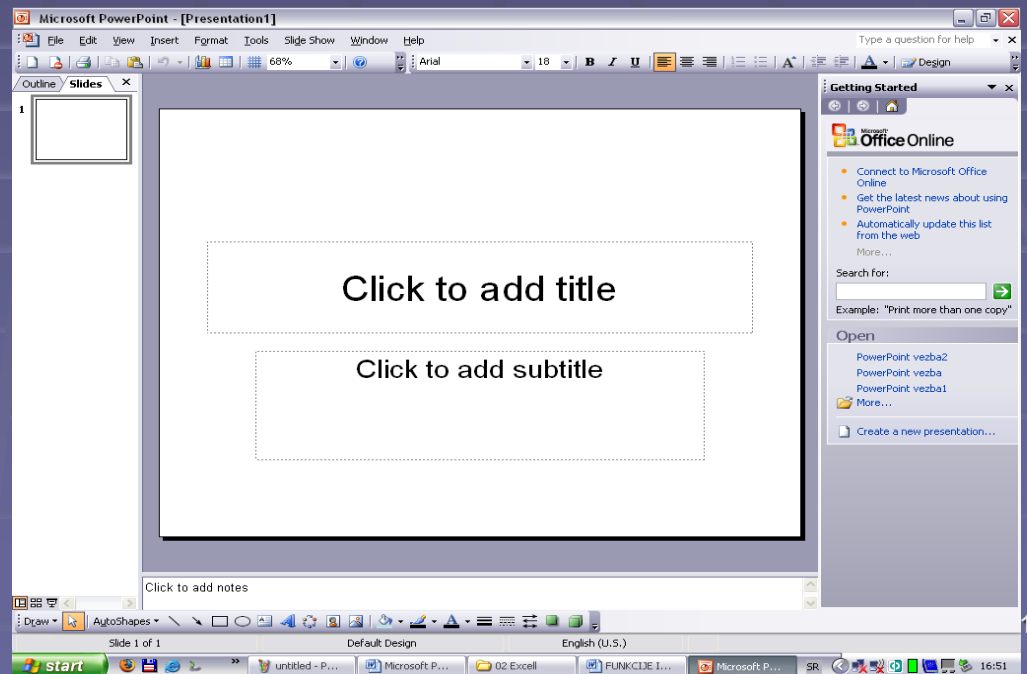 Microsoft PowerPoint - [Presentation1]
File Edit View Insert Format Tools Slide Show Window Help Type a question for help
68% Arial 18 B I U A A Design
Outline Slides
Getting Started
1
Microsoft
Office Online
Connect to Microsoft Office
Online
Get the latest news about using
PowerPoint
Automatically update this list
from the web
More...
Search for:
Example: "Print more than one copy"
Open
PowerPoint vezba2
PowerPoint vezba
PowerPoint vezba1
More...
Create a new presentation...
Click to add title
Click to add subtitle
Click to add notes
Draw AutoShapes A A
Slide 1 of 1 Default Design English (U.S.)
start untitled - P... Microsoft P... 02 Excell FUNKCIJE I... Microsoft P... SR 16:51